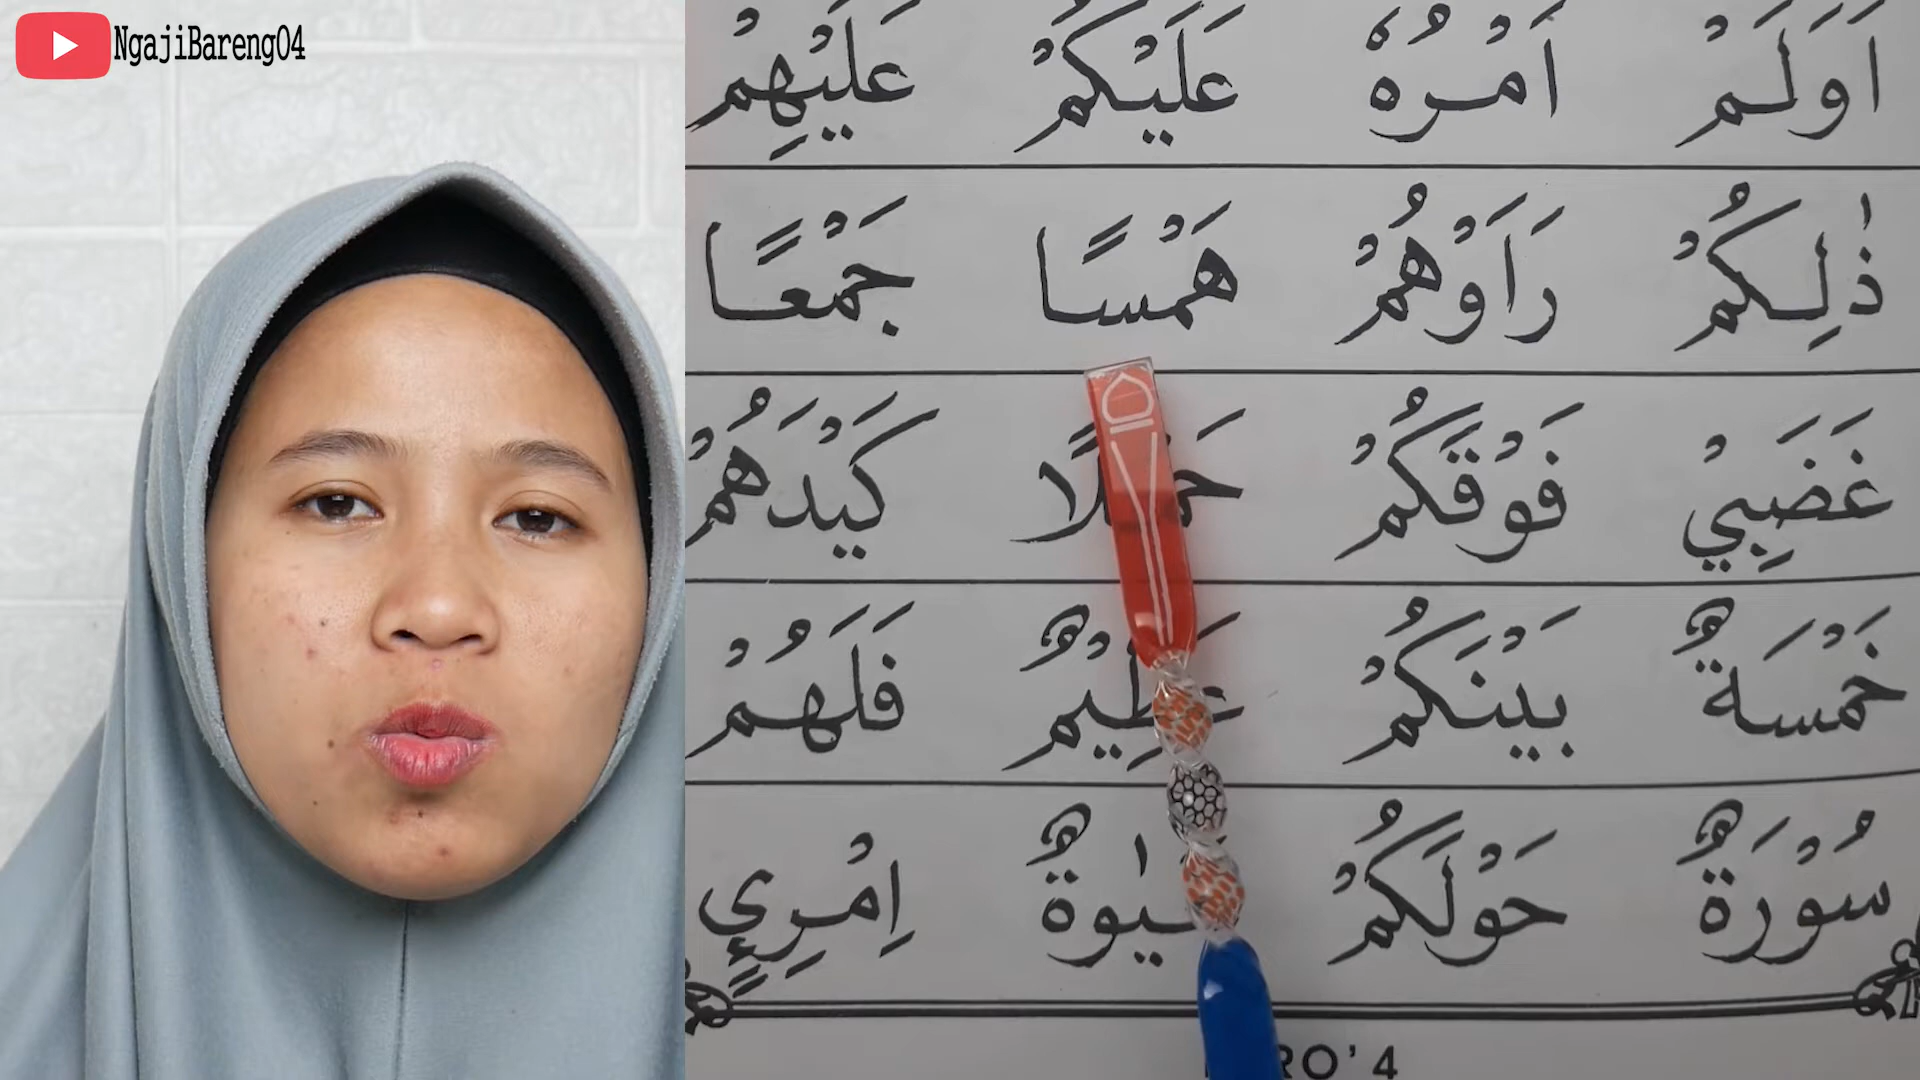 NgajiBareng04
اَوَلَمْ اَمْرُهُ عَلَيْكُمْ عَلَيْهِمْ
ذٰلِكُمْ رَاَوْهُمْ هَمْسًا جَمْعًا
غَضَبِيْ فَوْقَكُمْ كَيْدَهُمْ
خَمْسَةٌ بَيْنَكُمْ فَلَهُمْ
سُوْرَةٌ حَوْلَكُمْ اِمْرِيٍ